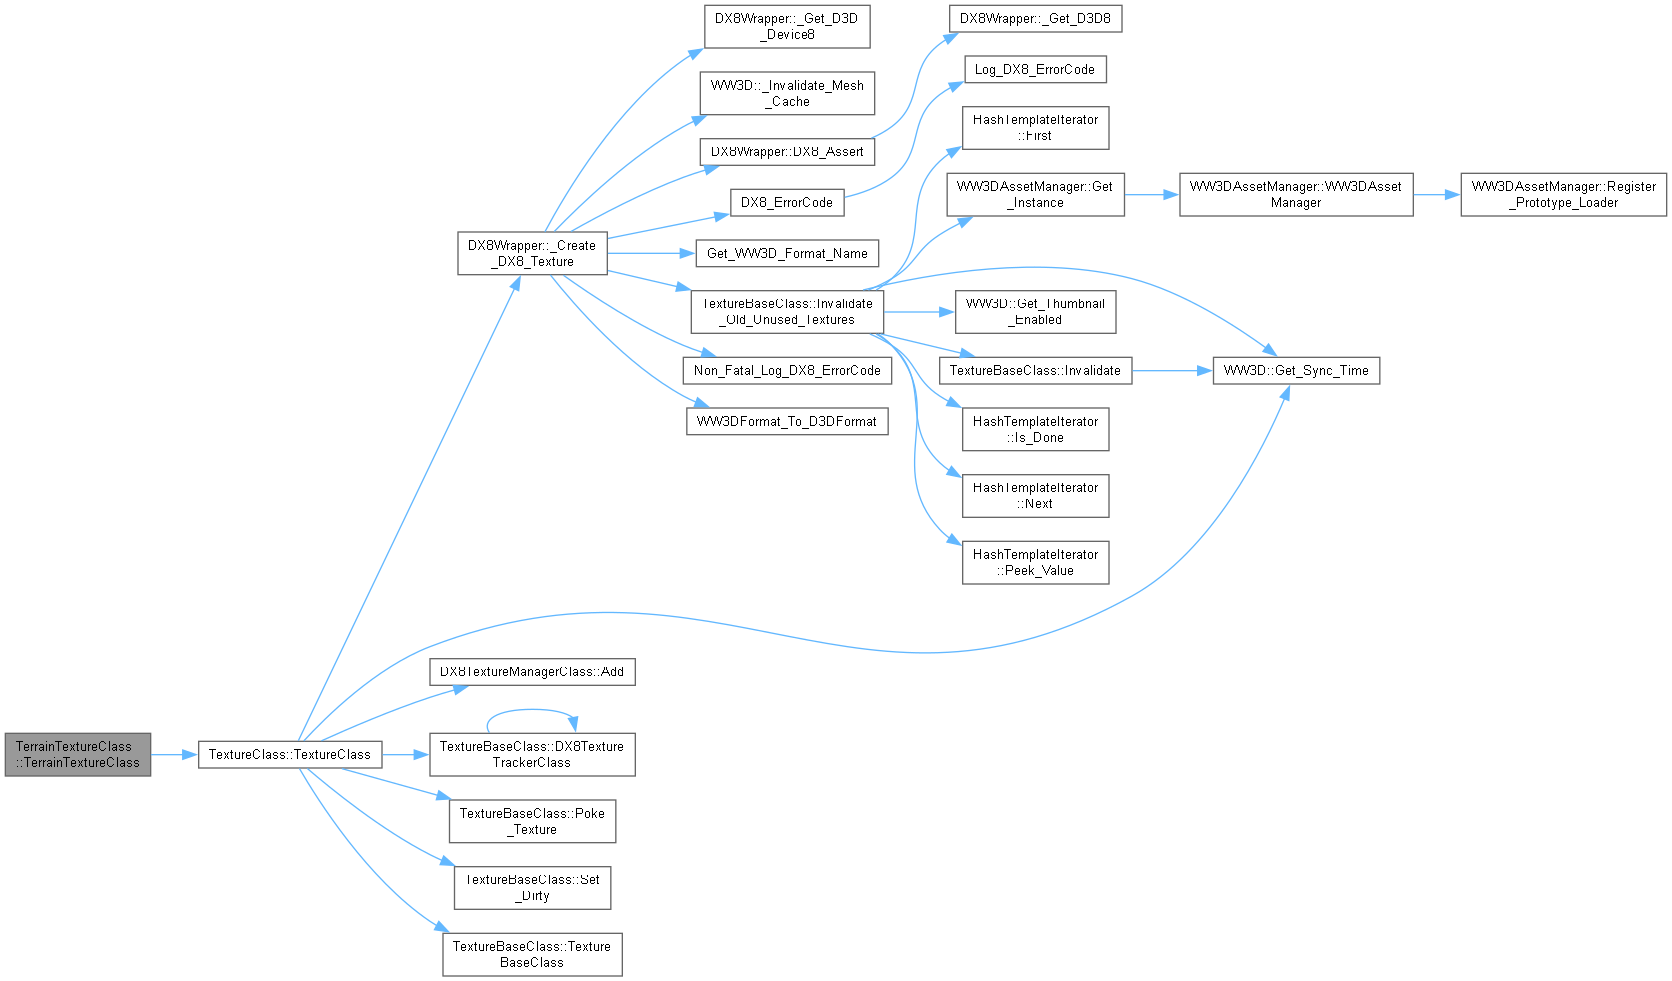 DX8Wrapper::_Get_D3D
_Device8
DX8Wrapper::_Get_D3D8
Log_DX8_ErrorCode
WW3D::_Invalidate_Mesh
_Cache
HashTemplateIterator
::First
DX8Wrapper::DX8_Assert
WW3DAssetManager::Get
_Instance
WW3DAssetManager::WW3DAsset
Manager
WW3DAssetManager::Register
_Prototype_Loader
DX8_ErrorCode
DX8Wrapper::_Create
_DX8_Texture
Get_WW3D_Format_Name
TextureBaseClass::Invalidate
_Old_Unused_Textures
WW3D::Get_Thumbnail
_Enabled
Non_Fatal_Log_DX8_ErrorCode
TextureBaseClass::Invalidate
WW3D::Get_Sync_Time
WW3DFormat_To_D3DFormat
HashTemplateIterator
::Is_Done
HashTemplateIterator
::Next
HashTemplateIterator
::Peek_Value
DX8TextureManagerClass::Add
TerrainTextureClass
::TerrainTextureClass
TextureClass::TextureClass
TextureBaseClass::DX8Texture
TrackerClass
TextureBaseClass::Poke
_Texture
TextureBaseClass::Set
_Dirty
TextureBaseClass::Texture
BaseClass